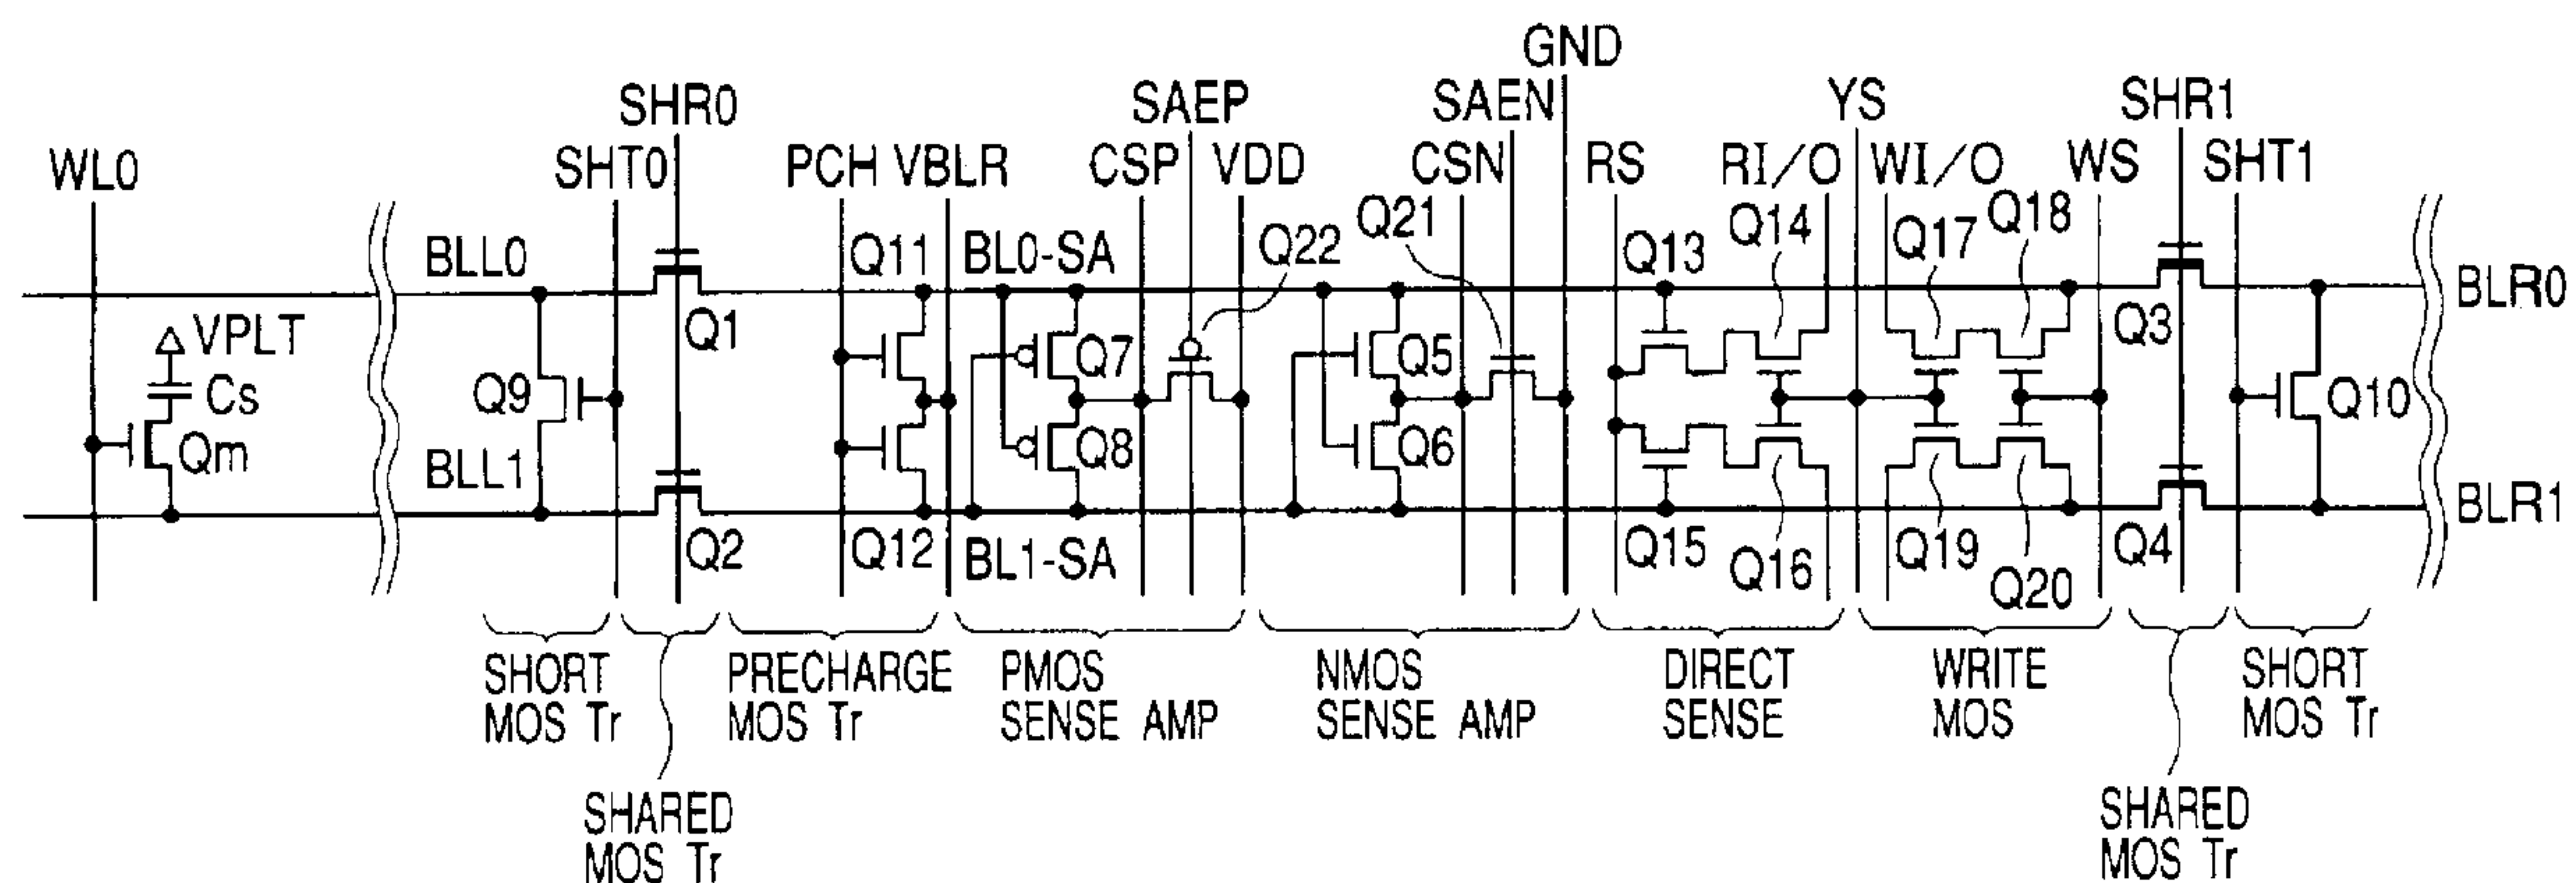 GND
SHR0
SAEP
SAEN
YS
SHR1
WL0
SHT0
PCH
VBLR
CSP
VDD
CSN
RS
RI/O
WI/O
WS
SHT1
BLL0
Q11
BL0-SA
Q22
Q21
Q13
Q14
Q17
Q18
BLR0
VPLT
Q1
Q7
Q5
Q3
Cs
Q9
Q10
Qm
Q8
Q6
BLL1
Q2
Q12
BL1-SA
Q15
Q16
Q19
Q20
Q4
BLR1
SHORT
MOS Tr
PRECHARGE
MOS Tr
PMOS
SENSE AMP
NMOS
SENSE AMP
DIRECT
SENSE
WRITE
MOS
SHORT
MOS Tr
SHARED
MOS Tr
SHARED
MOS Tr